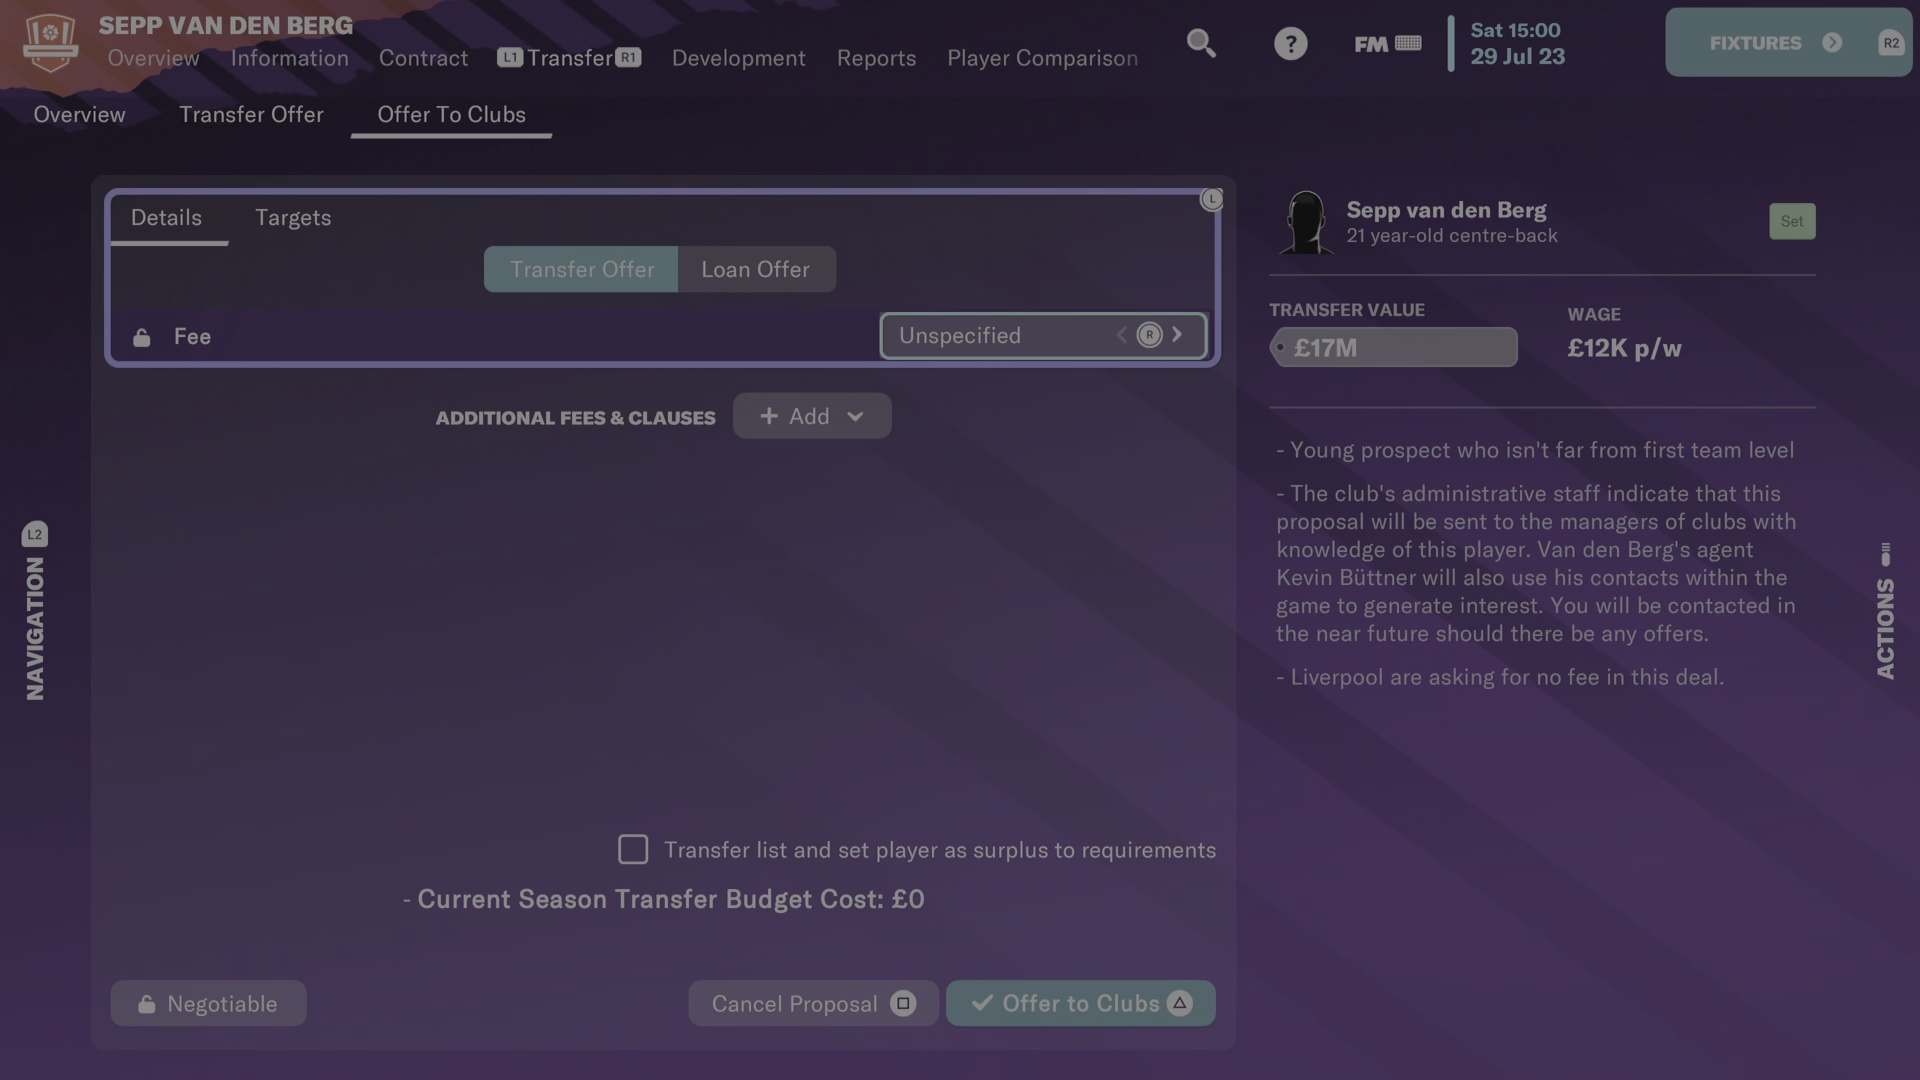 SEPP VAN DEN BERG
Overview Information Contract L1 Transfer R1 Development Reports Player Comparison
? FM Sat 15:00
29 Jul 23
FIXTURES R2
Overview Transfer Offer Offer To Clubs
Details Targets L
Transfer Offer Loan Offer
Fee Unspecified R
ADDITIONAL FEES & CLAUSES + Add
Transfer list and set player as surplus to requirements
- Current Season Transfer Budget Cost: £0
Negotiable Cancel Proposal Offer to Clubs
L2 NAVIGATION
Sepp van den Berg
21 year-old centre-back
Set
TRANSFER VALUE WAGE
£17M £12K p/w
- Young prospect who isn't far from first team level
- The club's administrative staff indicate that this
proposal will be sent to the managers of clubs with
knowledge of this player. Van den Berg's agent
Kevin Büttner will also use his contacts within the
game to generate interest. You will be contacted in
the near future should there be any offers.
- Liverpool are asking for no fee in this deal.
ACTIONS